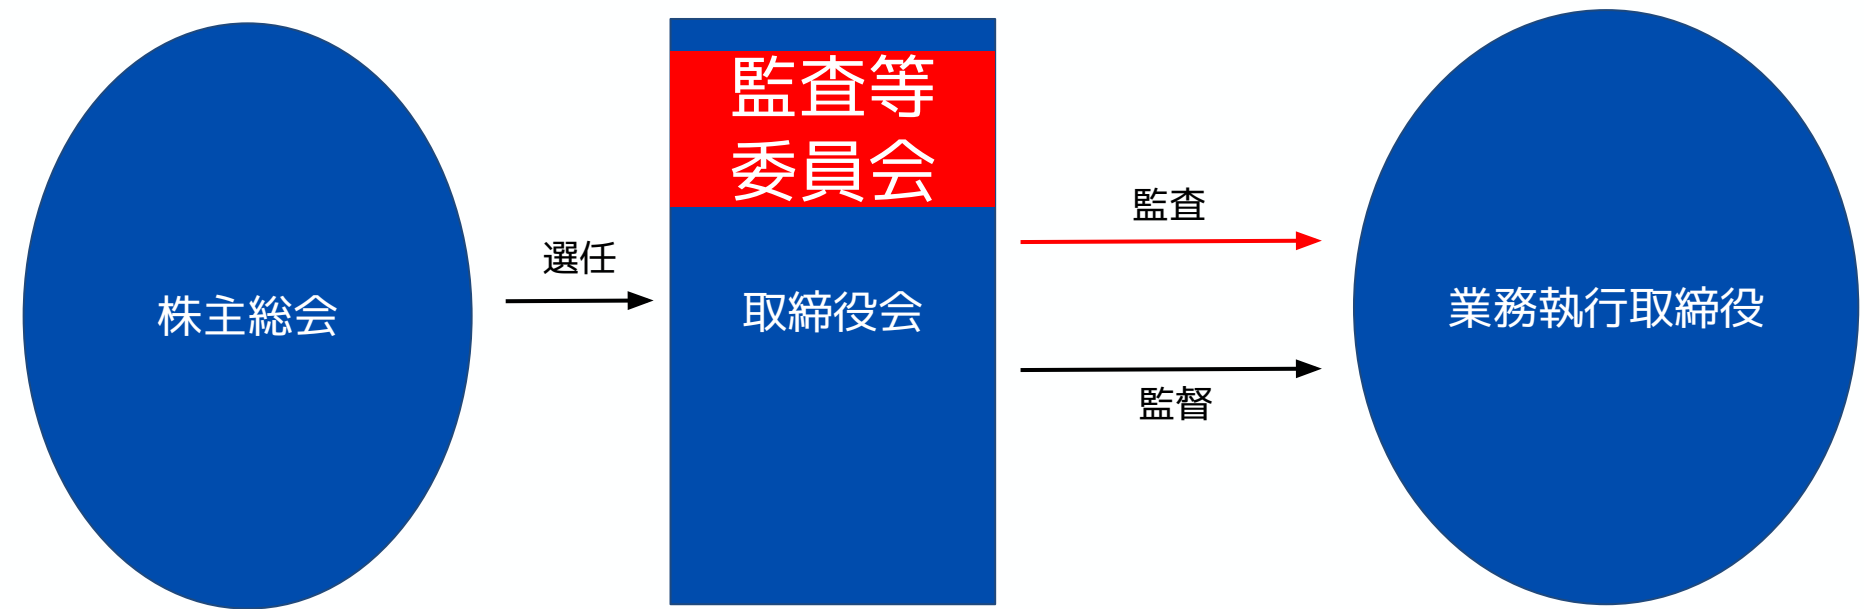 株主総会
選任
監査等
委員会
取締役会
監査
監督
業務執行取締役